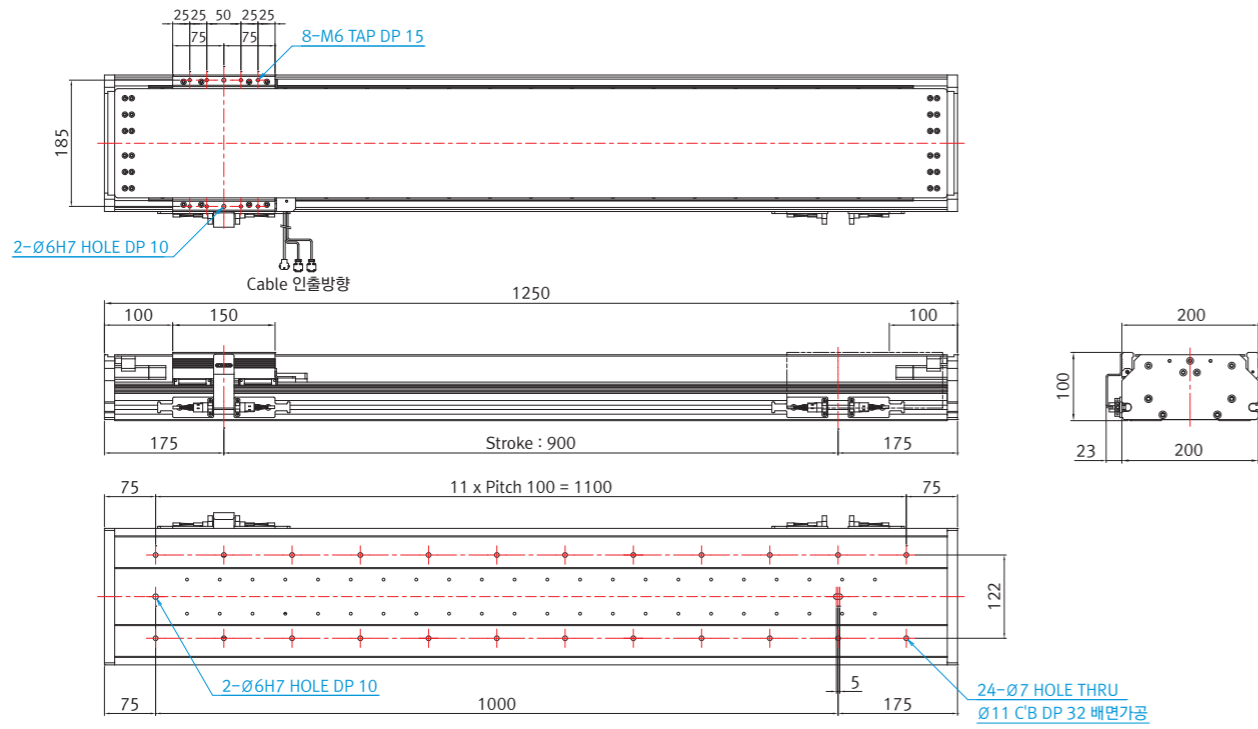 25 25 50 25 25
75 75
8-M6 TAP DP 15
185
2-Ø6H7 HOLE DP 10
Cable 인출방향
1250
100 150 100
200
100
175 Stroke : 900 175
23 200
75 11 x Pitch 100 = 1100 75
122
2-Ø6H7 HOLE DP 10
5
24-Ø7 HOLE THRU
Ø11 C'B DP 32 배면가공
75 1000 175